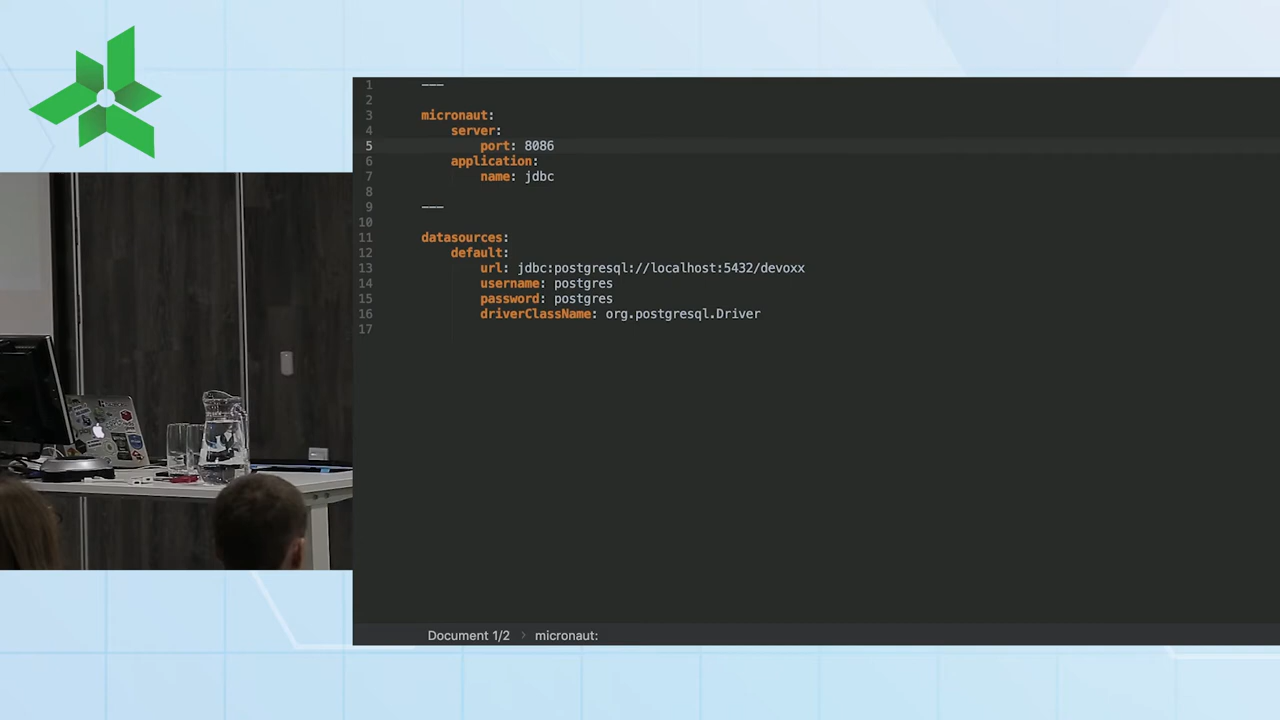 1 ---
2
3 micronaut:
4 server:
5 port: 8086
6 application:
7 name: jdbc
8
9 ---
10
11 datasources:
12 default:
13 url: jdbc:postgresql://localhost:5432/devoxx
14 username: postgres
15 password: postgres
16 driverClassName: org.postgresql.Driver
17
Document 1/2 › micronaut: